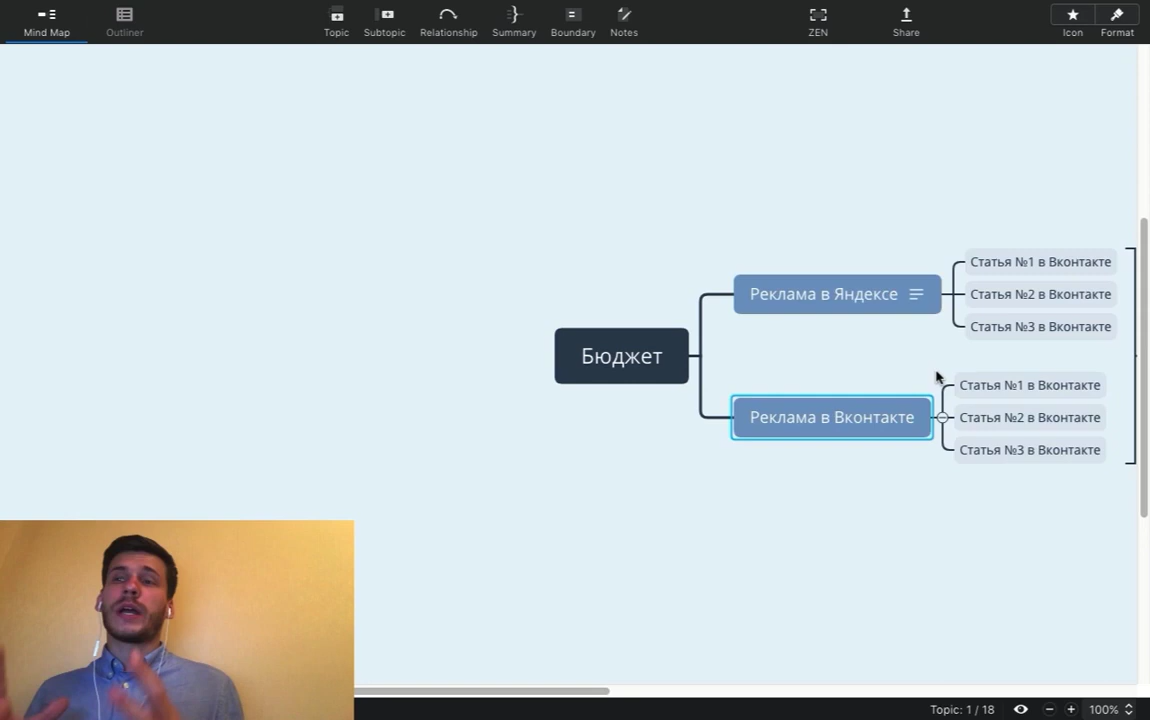 Mind Map
Outliner
Topic
Subtopic
Relationship
Summary
Boundary
Notes
ZEN
Share
Icon
Format
Бюджет
Реклама в Яндексе
Статья №1 в Вконтакте
Статья №2 в Вконтакте
Статья №3 в Вконтакте
Реклама в Вконтакте
Статья №1 в Вконтакте
Статья №2 в Вконтакте
Статья №3 в Вконтакте
Topic: 1 / 18
100%